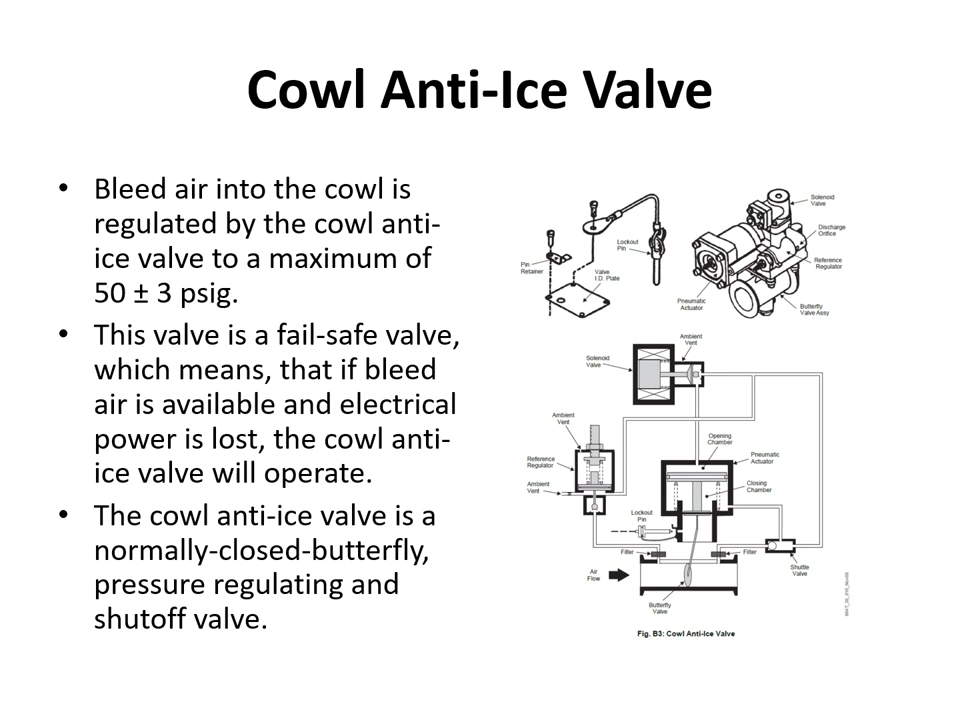 Cowl Anti-Ice Valve
• Bleed air into the cowl is
regulated by the cowl anti-
ice valve to a maximum of
50 ± 3 psig.
• This valve is a fail-safe valve,
which means, that if bleed
air is available and electrical
power is lost, the cowl anti-
ice valve will operate.
• The cowl anti-ice valve is a
normally-closed-butterfly,
pressure regulating and
shutoff valve.
Solenoid
Valve
Discharge
Orifice
Lockout
Pin
Reference
Regulator
Pin
Retainer
Valve
I.D. Plate
Pneumatic
Actuator
Butterfly
Valve Assy
Ambient
Vent
Solenoid
Valve
Ambient
Vent
Opening
Chamber
Pneumatic
Actuator
Reference
Regulator
Closing
Chamber
Ambient
Vent
Lockout
Pin
Filter
Filter
Shuttle
Valve
Air
Flow
Butterfly
Valve
Fig. B3: Cowl Anti-Ice Valve